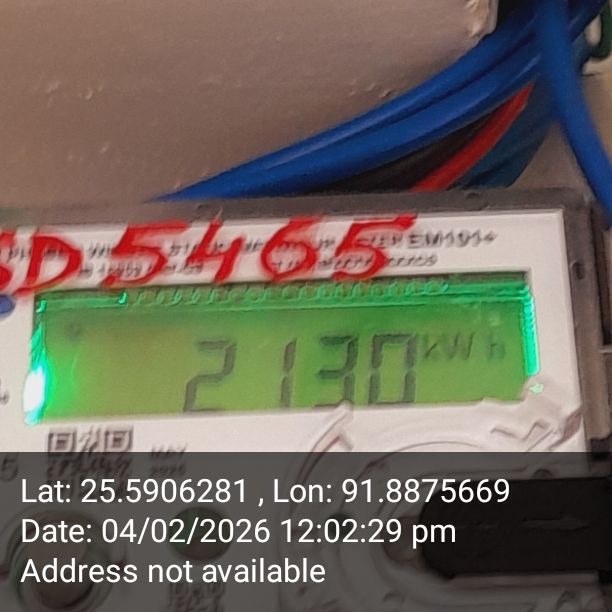 SD5465
EM101+
2130 kWh
Lat: 25.5906281 , Lon: 91.8875669
Date: 04/02/2026 12:02:29 pm
Address not available